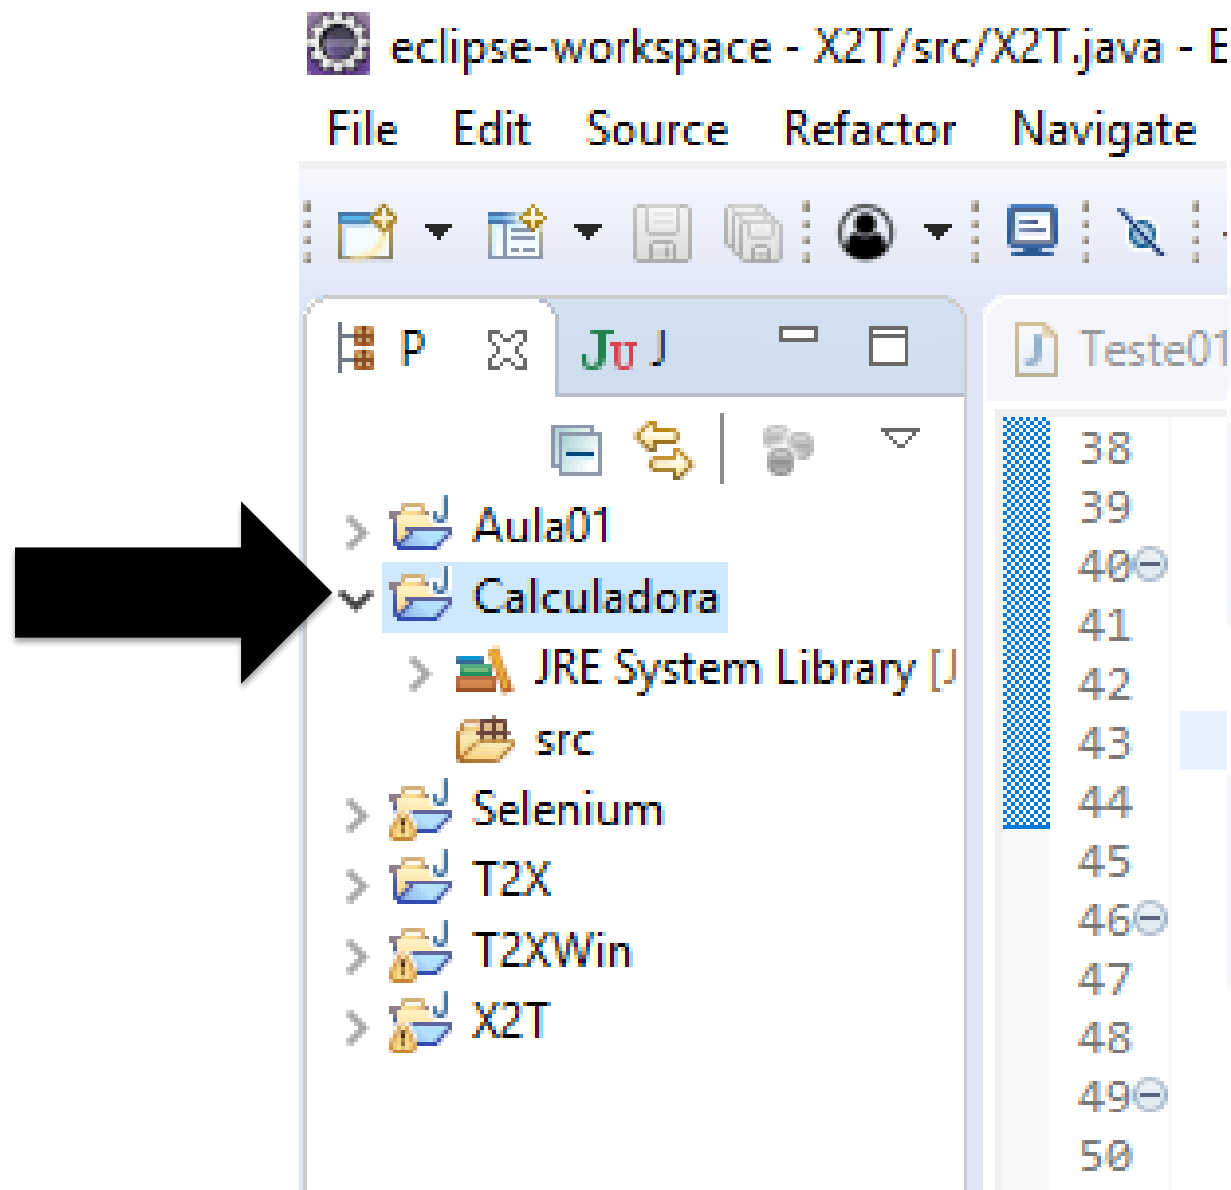 eclipse-workspace - X2T/src/X2T.java - E
File Edit Source Refactor Navigate
P Ju J
Teste01
Aula01
Calculadora
JRE System Library [J
src
Selenium
T2X
T2XWin
X2T
38
39
40
41
42
43
44
45
46
47
48
49
50